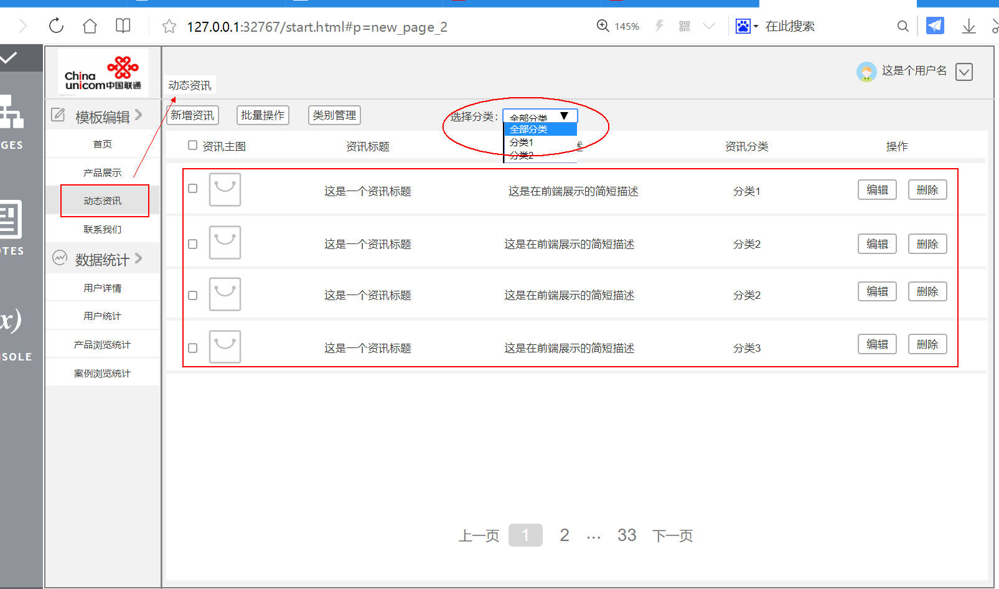 127.0.0.1:32767/start.html#p=new_page_2
145%
在此搜索
China
unicom中国联通
动态资讯
这是个用户名
模板编辑
首页
产品展示
动态资讯
联系我们
数据统计
用户详情
用户统计
产品浏览统计
案例浏览统计
GES
OTES
x)
SOLE
新增资讯 批量操作 类别管理 选择分类: 全部分类
全部分类
分类1
分类2
资讯主图 资讯标题 述 资讯分类 操作
这是一个资讯标题 这是在前端展示的简短描述 分类1 编辑 删除
这是一个资讯标题 这是在前端展示的简短描述 分类2 编辑 删除
这是一个资讯标题 这是在前端展示的简短描述 分类2 编辑 删除
这是一个资讯标题 这是在前端展示的简短描述 分类3 编辑 删除
上一页 1 2 ... 33 下一页